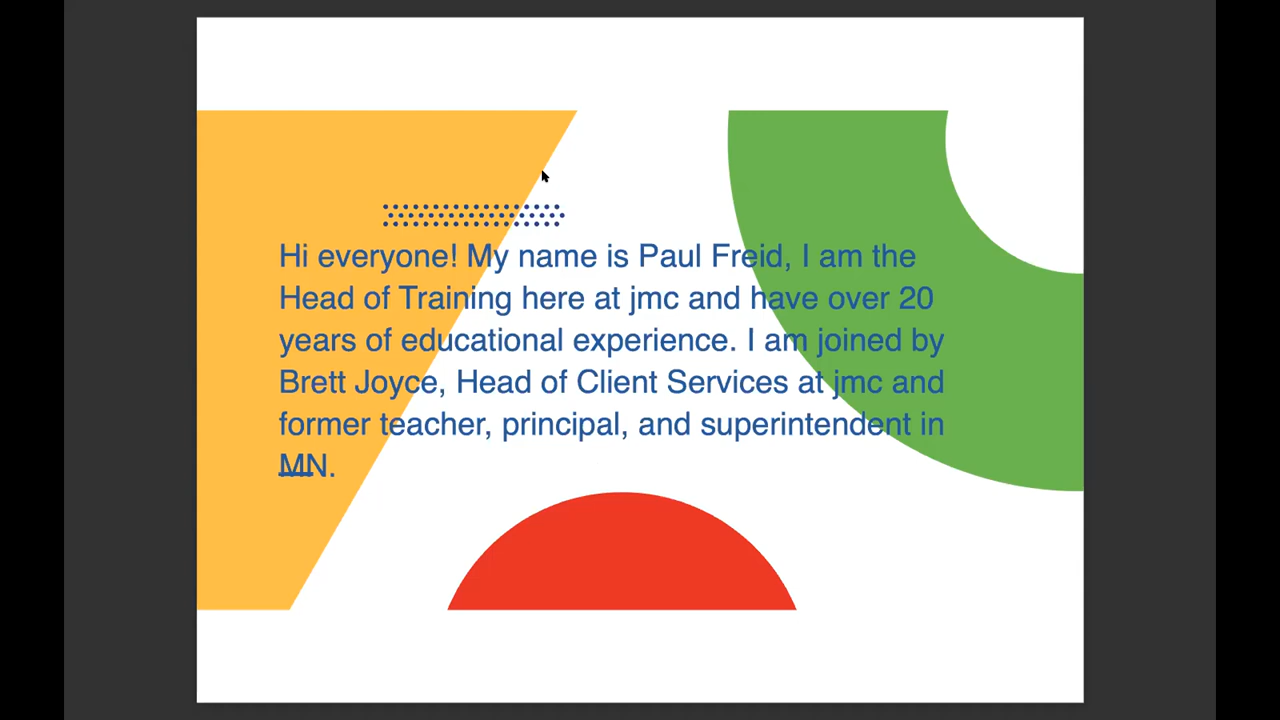 Hi everyone! My name is Paul Freid, I am the
Head of Training here at jmc and have over 20
years of educational experience. I am joined by
Brett Joyce, Head of Client Services at jmc and
former teacher, principal, and superintendent in
MN.